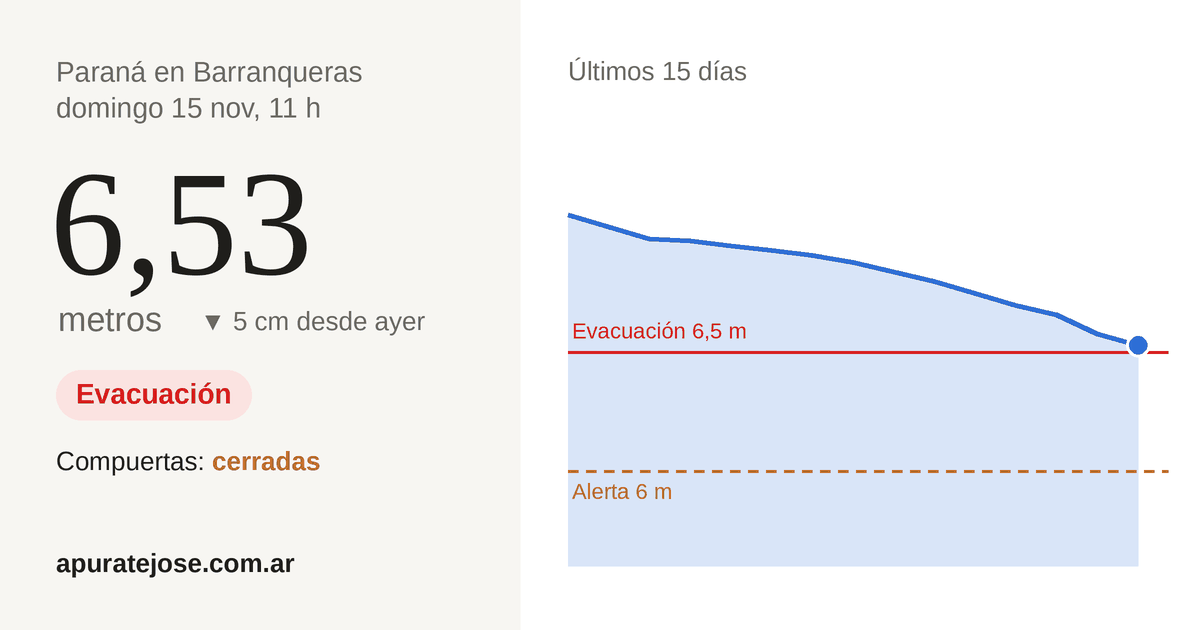 Paraná en Barranqueras
domingo 15 nov, 11 h
6,53
metros ▼ 5 cm desde ayer
Evacuación
Compuertas: cerradas
apuratejose.com.ar
Últimos 15 días
Evacuación 6,5 m
Alerta 6 m